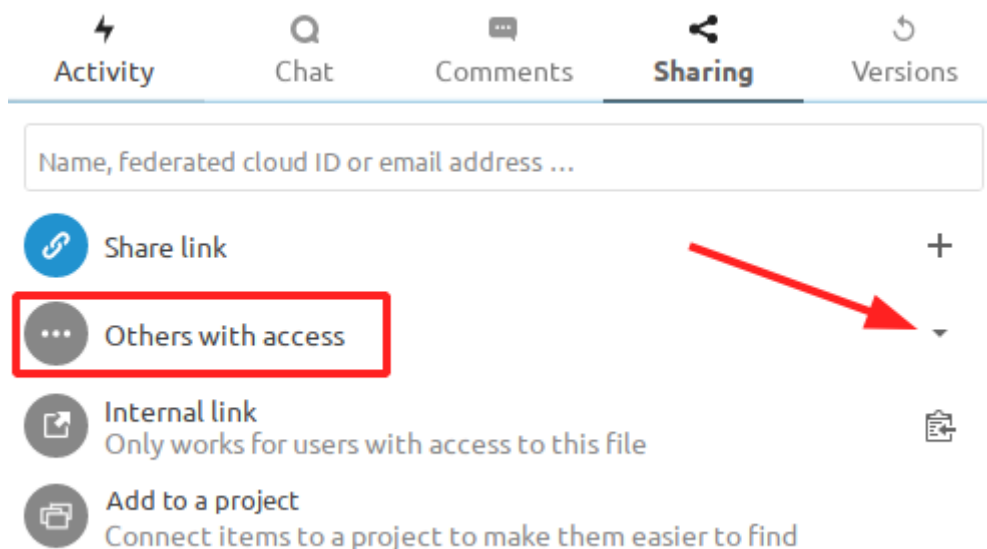 Activity Chat Comments Sharing Versions
Name, federated cloud ID or email address ...
Share link
Others with access
Internal link
Only works for users with access to this file
Add to a project
Connect items to a project to make them easier to find